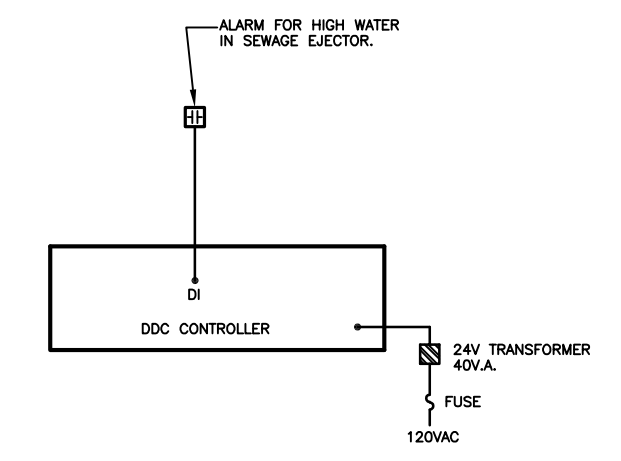 ALARM FOR HIGH WATER
IN SEWAGE EJECTOR.
DI
DDC CONTROLLER
24V TRANSFORMER
40V.A.
FUSE
120VAC